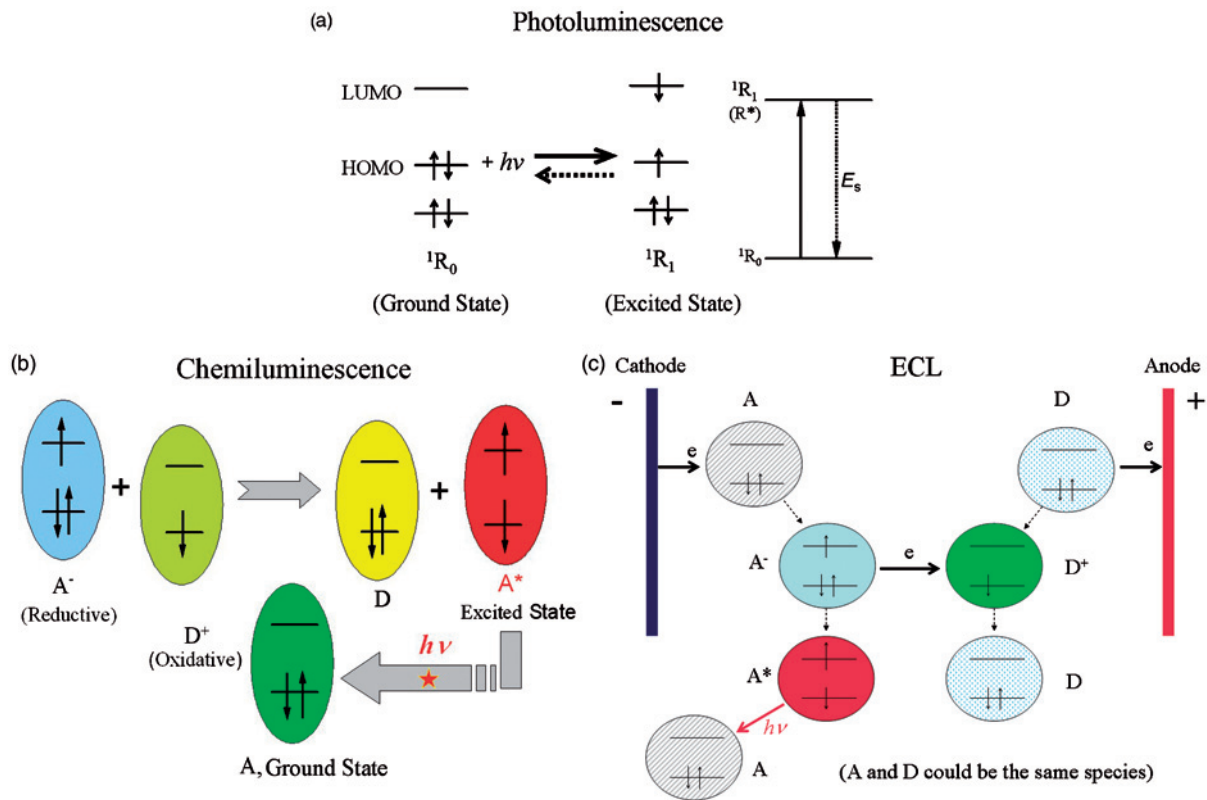 (a) Photoluminescence
LUMO
HOMO
+ hν
¹R₀
(Ground State)
¹R₁
(Excited State)
¹R₁
(R*)
Eₛ
¹R₀
(b) Chemiluminescence
+
+
A⁻
(Reductive)
D⁺
(Oxidative)
D
A*
Excited State
hν
A, Ground State
(c) ECL
Cathode
Anode
-
+
A
D
e
e
A⁻
e
D⁺
A*
D
hν
A
(A and D could be the same species)